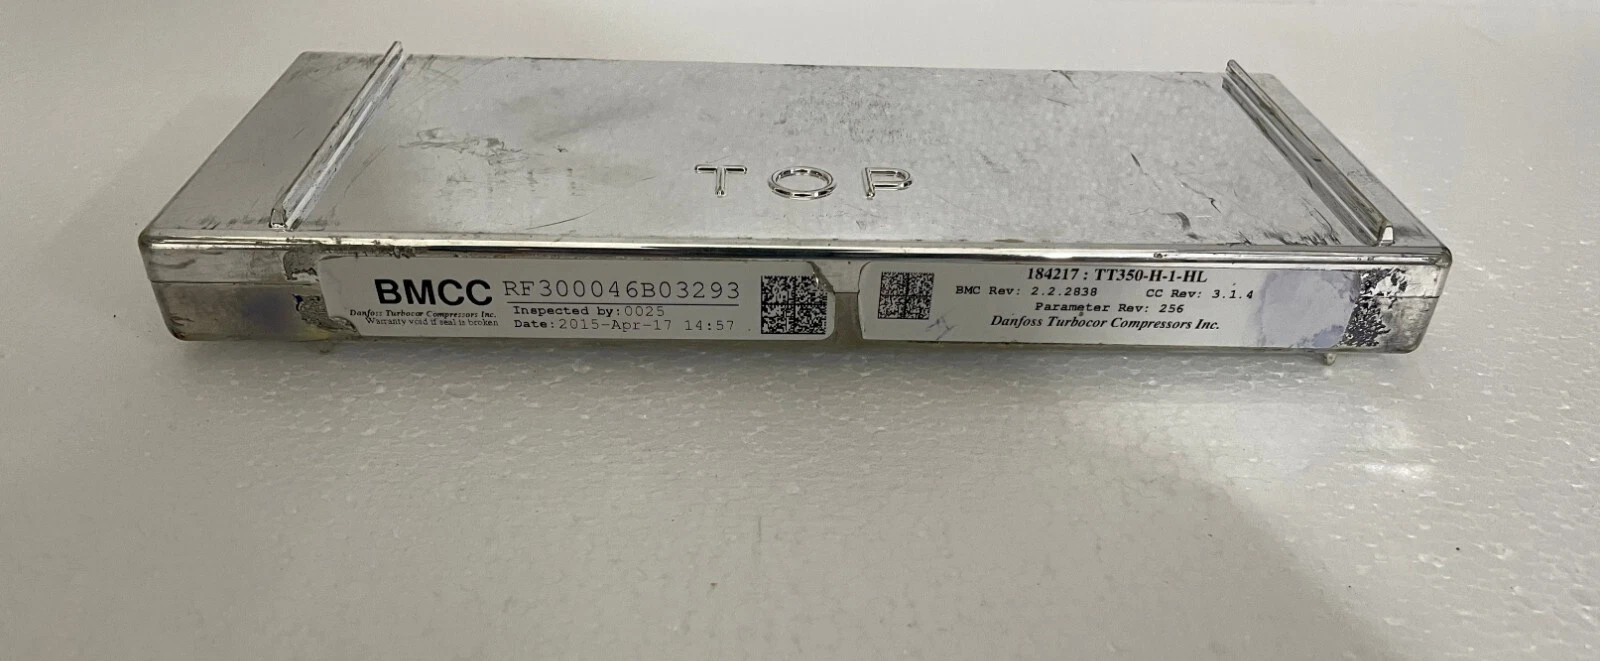 TOP
BMCC RF300046B03293
Danfoss Turbocor Compressors Inc. Inspected by:0025
Warranty void if seal is broken Date:2015-Apr-17 14:57
184217 : TT350-H-1-HL
BMC Rev: 2.2.2838 CC Rev: 3.1.4
Parameter Rev: 256
Danfoss Turbocor Compressors Inc.